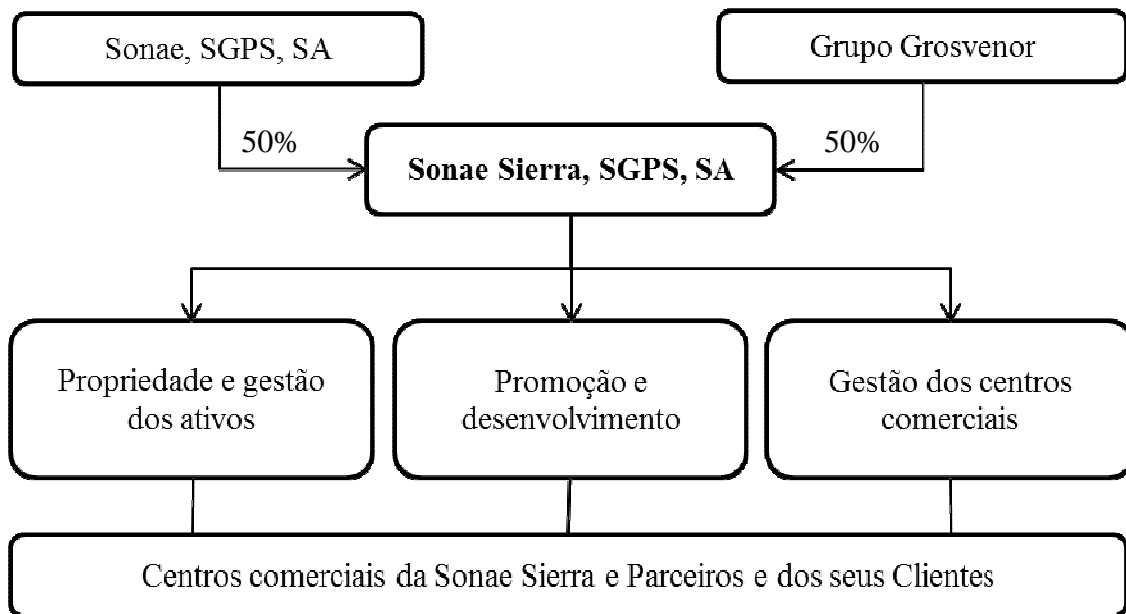 Sonae, SGPS, SA
Grupo Grosvenor
50%
50%
Sonae Sierra, SGPS, SA
Propriedade e gestão
dos ativos
Promoção e
desenvolvimento
Gestão dos centros
comerciais
Centros comerciais da Sonae Sierra e Parceiros e dos seus Clientes